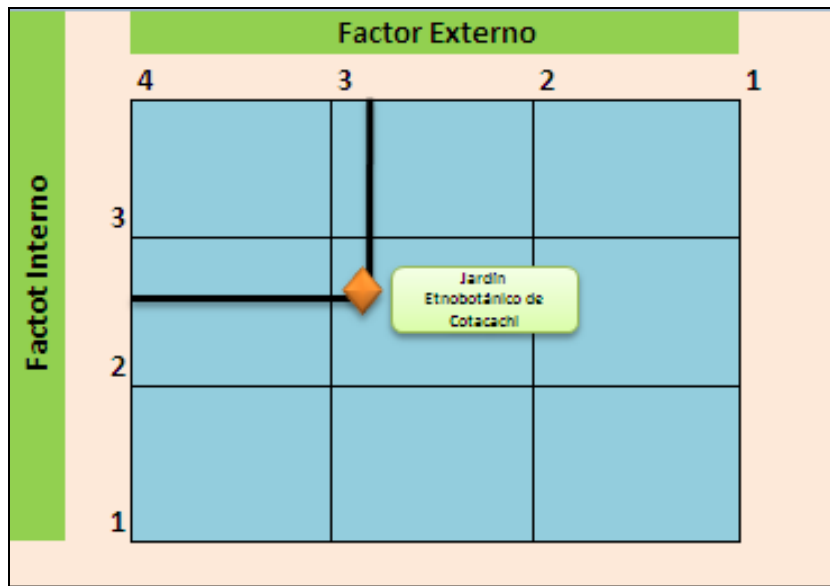 Factor Externo
4 3 2 1
Factot Interno
3
Jardín
Etnobotánico de
Cotacachi
2
1